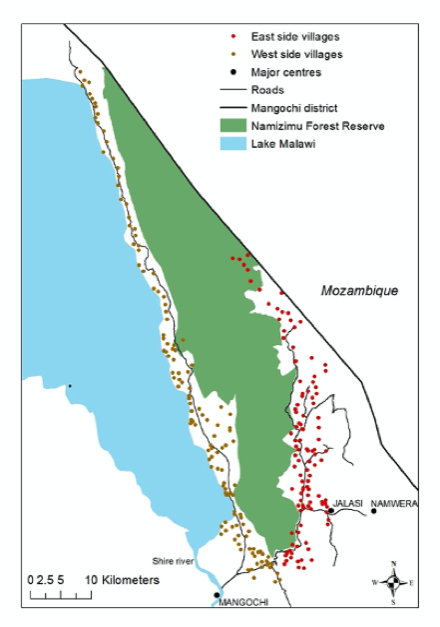 East side villages
West side villages
Major centres
Roads
Mangochi district
Namizimu Forest Reserve
Lake Malawi
Mozambique
JALASI NAMWERA
Shire river
N
W E
S
0 2.5 5 10 Kilometers
MANGOCHI